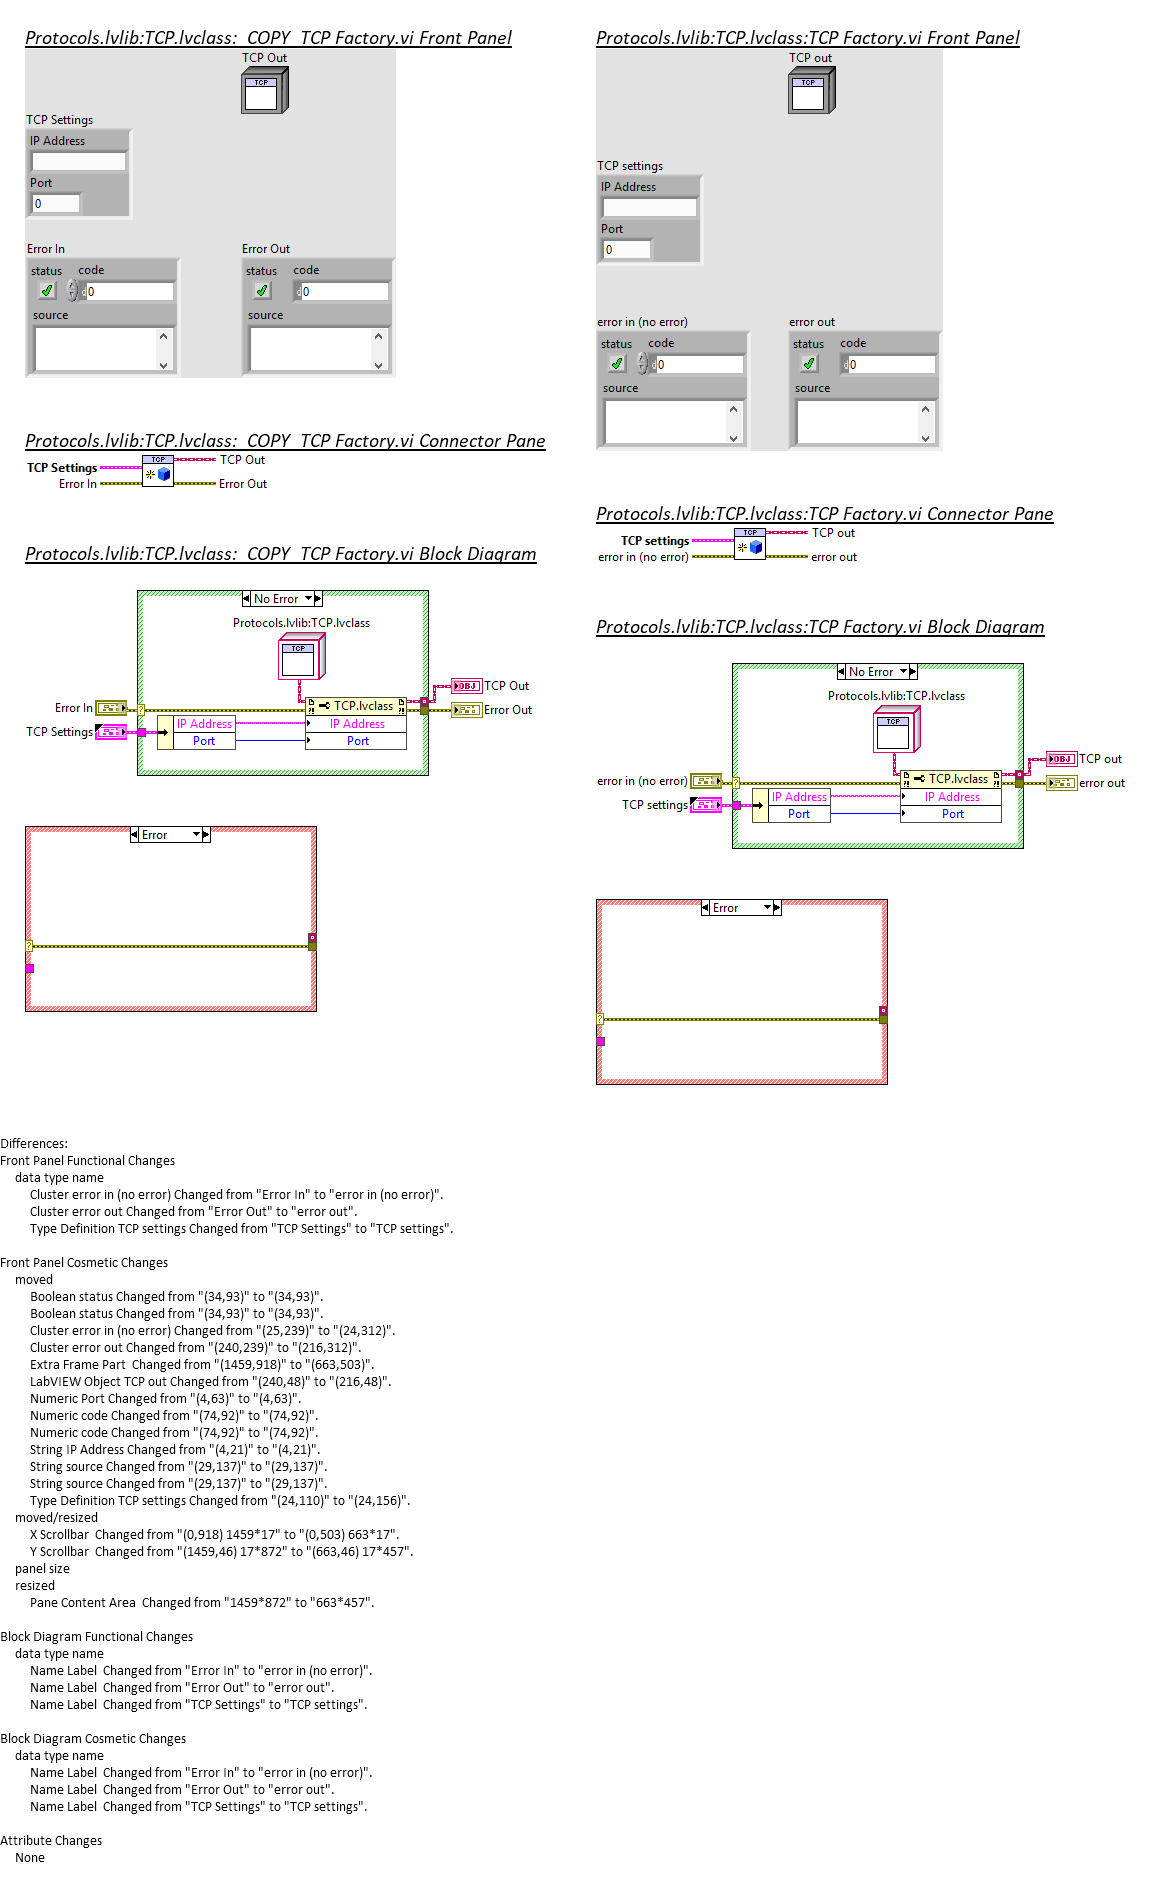 Protocols.lvlib:TCP.lvclass:_COPY_TCP Factory.vi Front Panel
TCP Out
TCP
TCP Settings
IP Address
Port
0
Error In
status
code
0
source
Error Out
status
code
0
source
Protocols.lvlib:TCP.lvclass:_COPY_TCP Factory.vi Connector Pane
TCP Settings
Error In
TCP
TCP Out
Error Out
Protocols.lvlib:TCP.lvclass:_COPY_TCP Factory.vi Block Diagram
No Error
Protocols.lvlib:TCP.lvclass
TCP
Error In
TCP Settings
?
IP Address
Port
TCP.lvclass
IP Address
Port
OBJ
TCP Out
Error Out
Error
?
Protocols.lvlib:TCP.lvclass:TCP Factory.vi Front Panel
TCP out
TCP
TCP settings
IP Address
Port
0
error in (no error)
status
code
0
source
error out
status
code
0
source
Protocols.lvlib:TCP.lvclass:TCP Factory.vi Connector Pane
TCP settings
error in (no error)
TCP
TCP out
error out
Protocols.lvlib:TCP.lvclass:TCP Factory.vi Block Diagram
No Error
Protocols.lvlib:TCP.lvclass
TCP
error in (no error)
TCP settings
?
IP Address
Port
TCP.lvclass
IP Address
Port
OBJ
TCP out
error out
Error
?
Differences:
Front Panel Functional Changes
data type name
Cluster error in (no error) Changed from "Error In" to "error in (no error)".
Cluster error out Changed from "Error Out" to "error out".
Type Definition TCP settings Changed from "TCP Settings" to "TCP settings".
Front Panel Cosmetic Changes
moved
Boolean status Changed from "(34,93)" to "(34,93)".
Boolean status Changed from "(34,93)" to "(34,93)".
Cluster error in (no error) Changed from "(25,239)" to "(24,312)".
Cluster error out Changed from "(240,239)" to "(216,312)".
Extra Frame Part  Changed from "(1459,918)" to "(663,503)".
LabVIEW Object TCP out Changed from "(240,48)" to "(216,48)".
Numeric Port Changed from "(4,63)" to "(4,63)".
Numeric code Changed from "(74,92)" to "(74,92)".
Numeric code Changed from "(74,92)" to "(74,92)".
String IP Address Changed from "(4,21)" to "(4,21)".
String source Changed from "(29,137)" to "(29,137)".
String source Changed from "(29,137)" to "(29,137)".
Type Definition TCP settings Changed from "(24,110)" to "(24,156)".
moved/resized
X Scrollbar  Changed from "(0,918) 1459*17" to "(0,503) 663*17".
Y Scrollbar  Changed from "(1459,46) 17*872" to "(663,46) 17*457".
panel size
resized
Pane Content Area  Changed from "1459*872" to "663*457".
Block Diagram Functional Changes
data type name
Name Label  Changed from "Error In" to "error in (no error)".
Name Label  Changed from "Error Out" to "error out".
Name Label  Changed from "TCP Settings" to "TCP settings".
Block Diagram Cosmetic Changes
data type name
Name Label  Changed from "Error In" to "error in (no error)".
Name Label  Changed from "Error Out" to "error out".
Name Label  Changed from "TCP Settings" to "TCP settings".
Attribute Changes
None